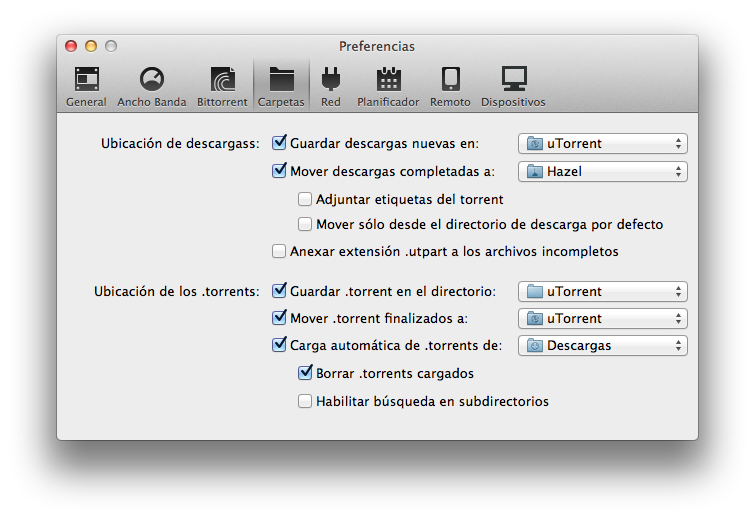 Preferencias
General Ancho Banda Bittorrent Carpetas Red Planificador Remoto Dispositivos
Ubicación de descargass: Guardar descargas nuevas en: uTorrent
Mover descargas completadas a: Hazel
Adjuntar etiquetas del torrent
Mover sólo desde el directorio de descarga por defecto
Anexar extensión .utpart a los archivos incompletos
Ubicación de los .torrents: Guardar .torrent en el directorio: uTorrent
Mover .torrent finalizados a: uTorrent
Carga automática de .torrents de: Descargas
Borrar .torrents cargados
Habilitar búsqueda en subdirectorios